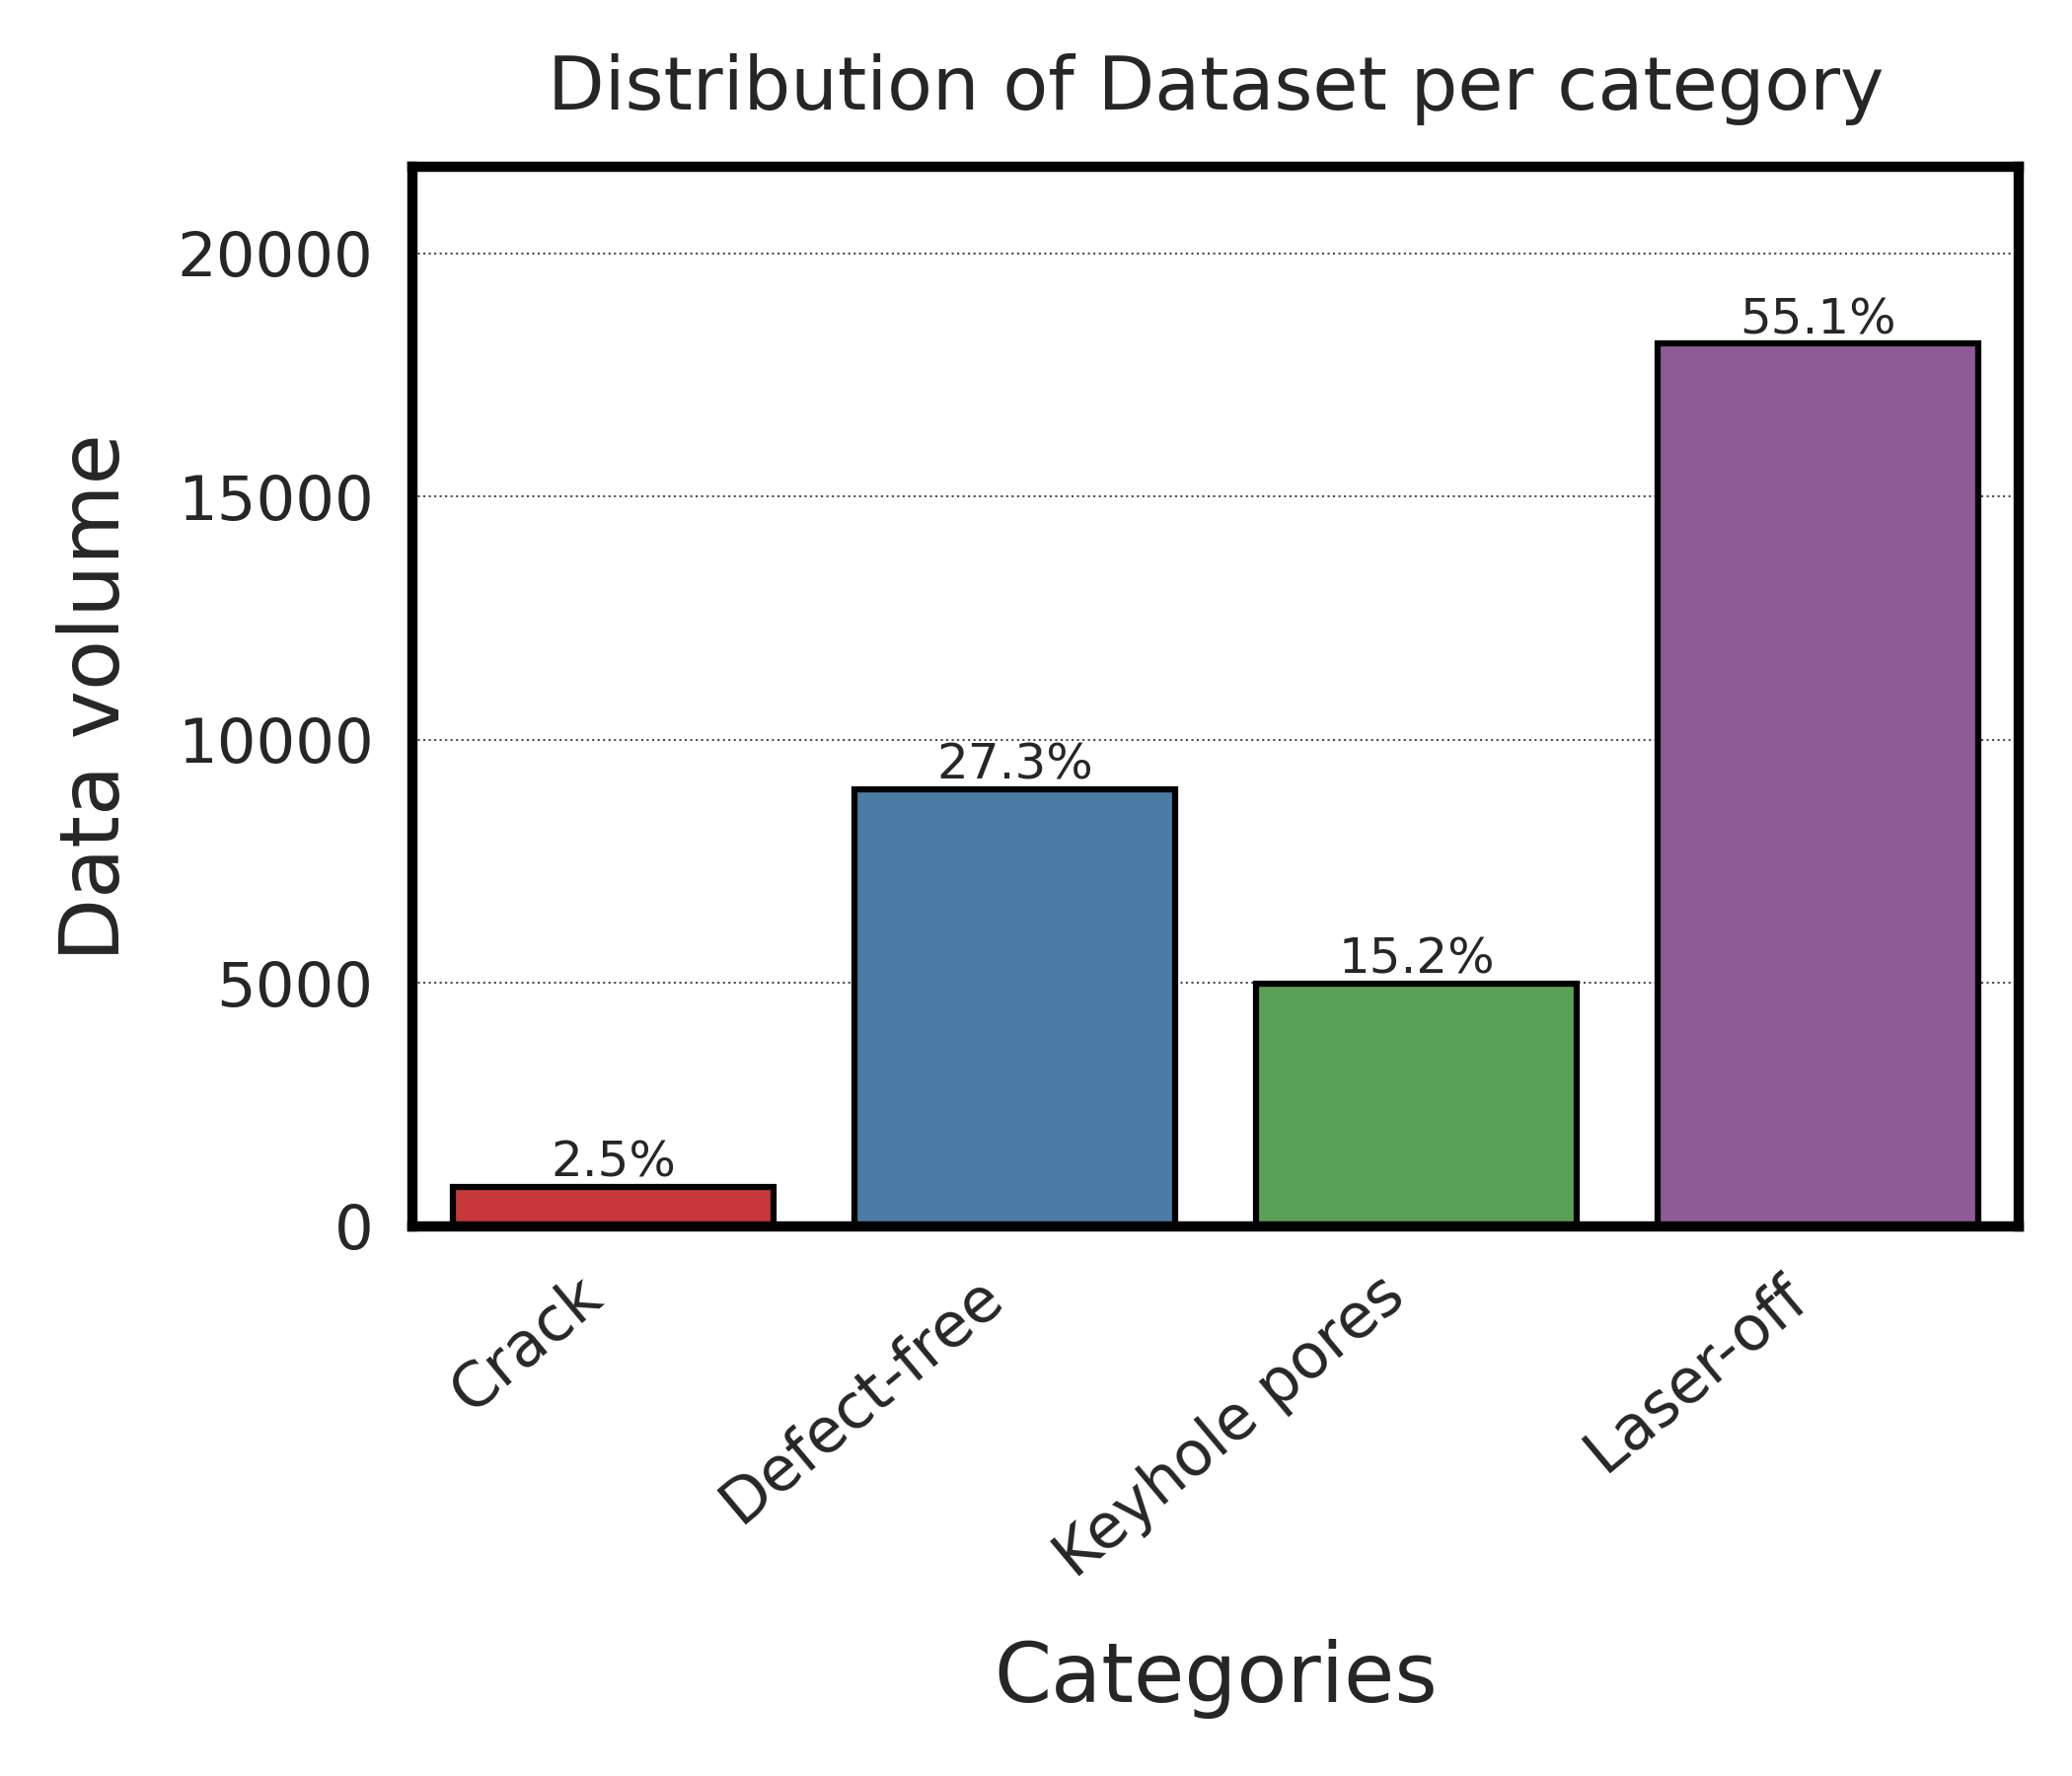 Distribution of Dataset per category
Data volume
20000
15000
10000
5000
0
2.5%
27.3%
15.2%
55.1%
Crack
Defect-free
Keyhole pores
Laser-off
Categories